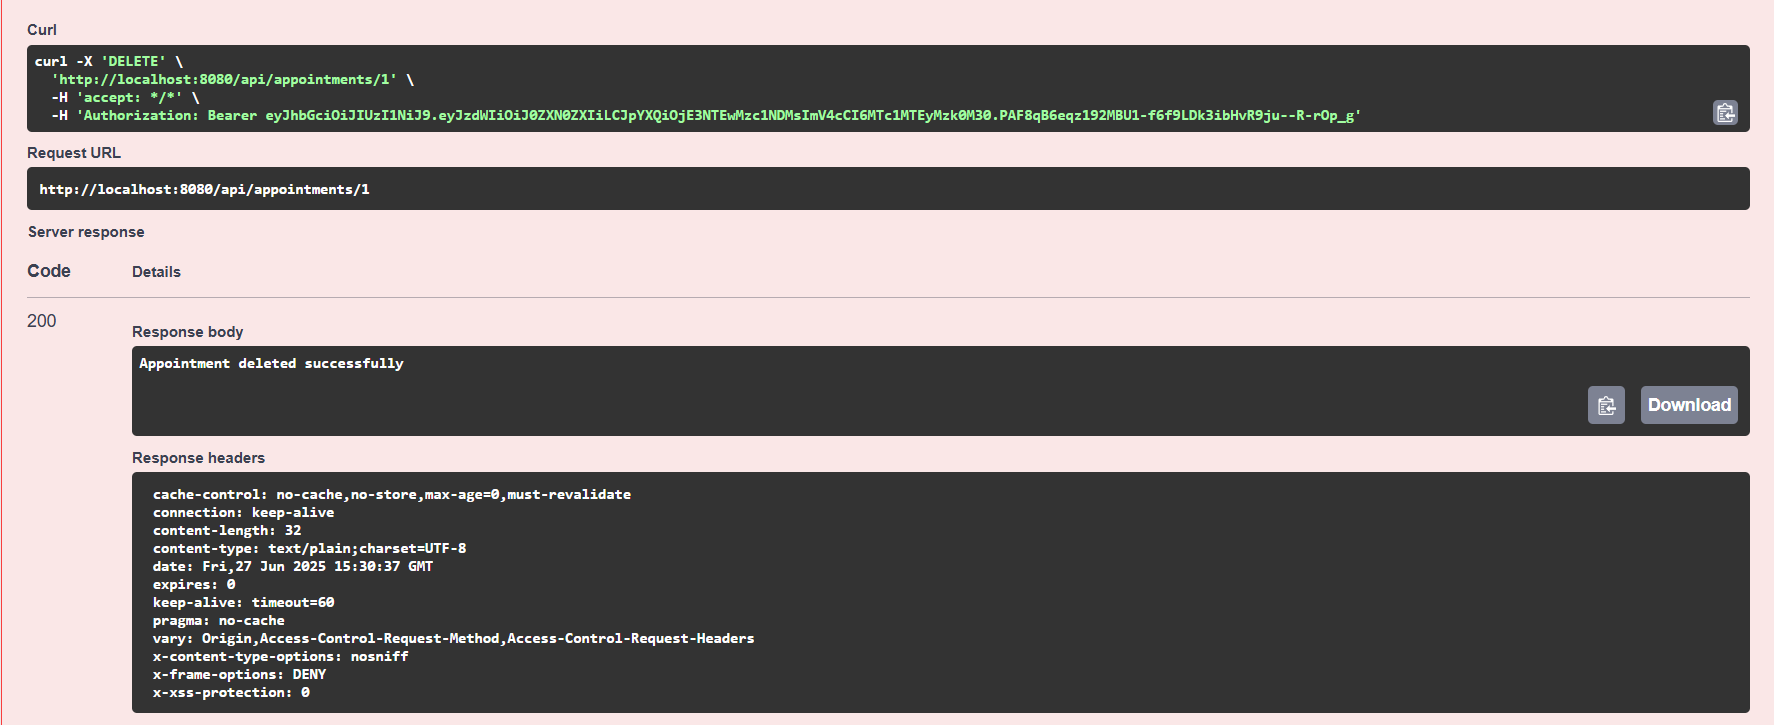 Curl
curl -X 'DELETE' \
'http://localhost:8080/api/appointments/1' \
-H 'accept: */*' \
-H 'Authorization: Bearer eyJhbGciOiJIUzI1NiJ9.eyJzdWIiOiJ0ZXN0ZXIiLCJpYXQiOjE3NTEwMzc1NDMsImV4cCI6MTc1MTEyMzk0M30.PAF8qB6eqz192MBU1-f6f9LDk3ibHvR9ju--R-rOp_g'
Request URL
http://localhost:8080/api/appointments/1
Server response
Code Details
200
Response body
Appointment deleted successfully
Download
Response headers
cache-control: no-cache,no-store,max-age=0,must-revalidate
connection: keep-alive
content-length: 32
content-type: text/plain;charset=UTF-8
date: Fri,27 Jun 2025 15:30:37 GMT
expires: 0
keep-alive: timeout=60
pragma: no-cache
vary: Origin,Access-Control-Request-Method,Access-Control-Request-Headers
x-content-type-options: nosniff
x-frame-options: DENY
x-xss-protection: 0